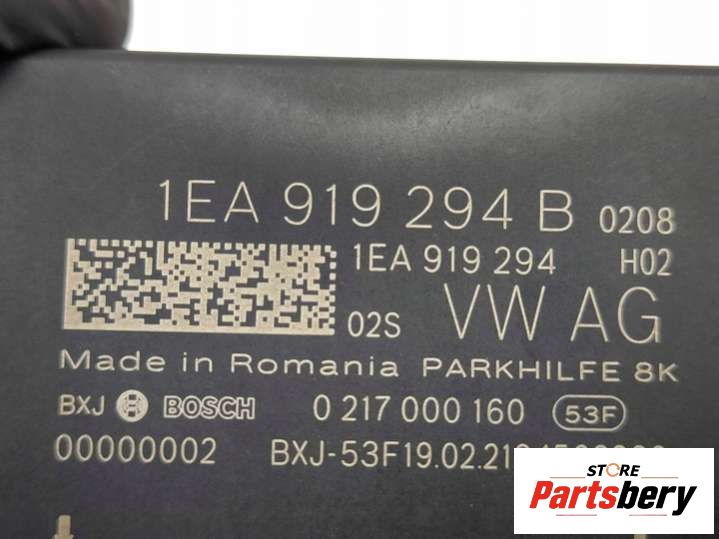 1EA 919 294 B 0208
1EA 919 294 H02
02S VW AG
Made in Romania PARKHILFE 8K
BXJ BOSCH 0 217 000 160 53F
00000002
STORE
Partsbery